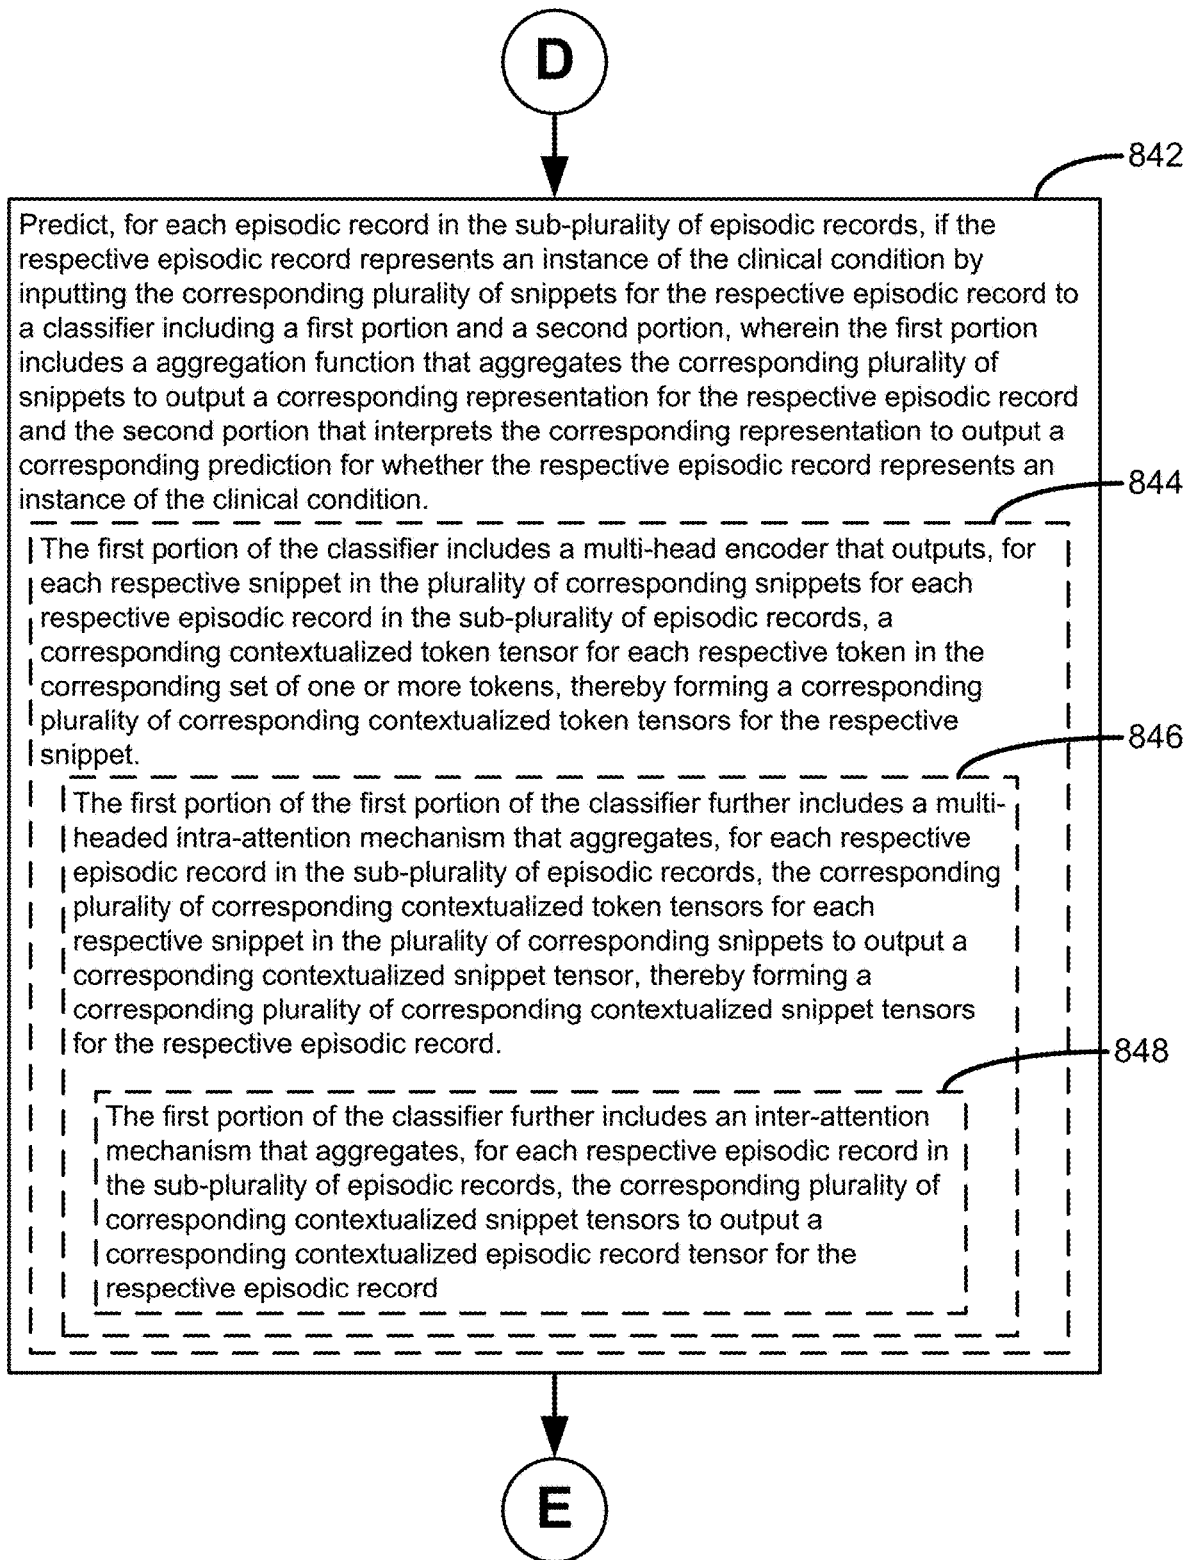 D
842
Predict, for each episodic record in the sub-plurality of episodic records, if the
respective episodic record represents an instance of the clinical condition by
inputting the corresponding plurality of snippets for the respective episodic record to
a classifier including a first portion and a second portion, wherein the first portion
includes a aggregation function that aggregates the corresponding plurality of
snippets to output a corresponding representation for the respective episodic record
and the second portion that interprets the corresponding representation to output a
corresponding prediction for whether the respective episodic record represents an
instance of the clinical condition.
844
The first portion of the classifier includes a multi-head encoder that outputs, for
each respective snippet in the plurality of corresponding snippets for each
respective episodic record in the sub-plurality of episodic records, a
corresponding contextualized token tensor for each respective token in the
corresponding set of one or more tokens, thereby forming a corresponding
plurality of corresponding contextualized token tensors for the respective
snippet.
846
The first portion of the first portion of the classifier further includes a multi-
headed intra-attention mechanism that aggregates, for each respective
episodic record in the sub-plurality of episodic records, the corresponding
plurality of corresponding contextualized token tensors for each
respective snippet in the plurality of corresponding snippets to output a
corresponding contextualized snippet tensor, thereby forming a
corresponding plurality of corresponding contextualized snippet tensors
for the respective episodic record.
848
The first portion of the classifier further includes an inter-attention
mechanism that aggregates, for each respective episodic record in
the sub-plurality of episodic records, the corresponding plurality of
corresponding contextualized snippet tensors to output a
corresponding contextualized episodic record tensor for the
respective episodic record
E